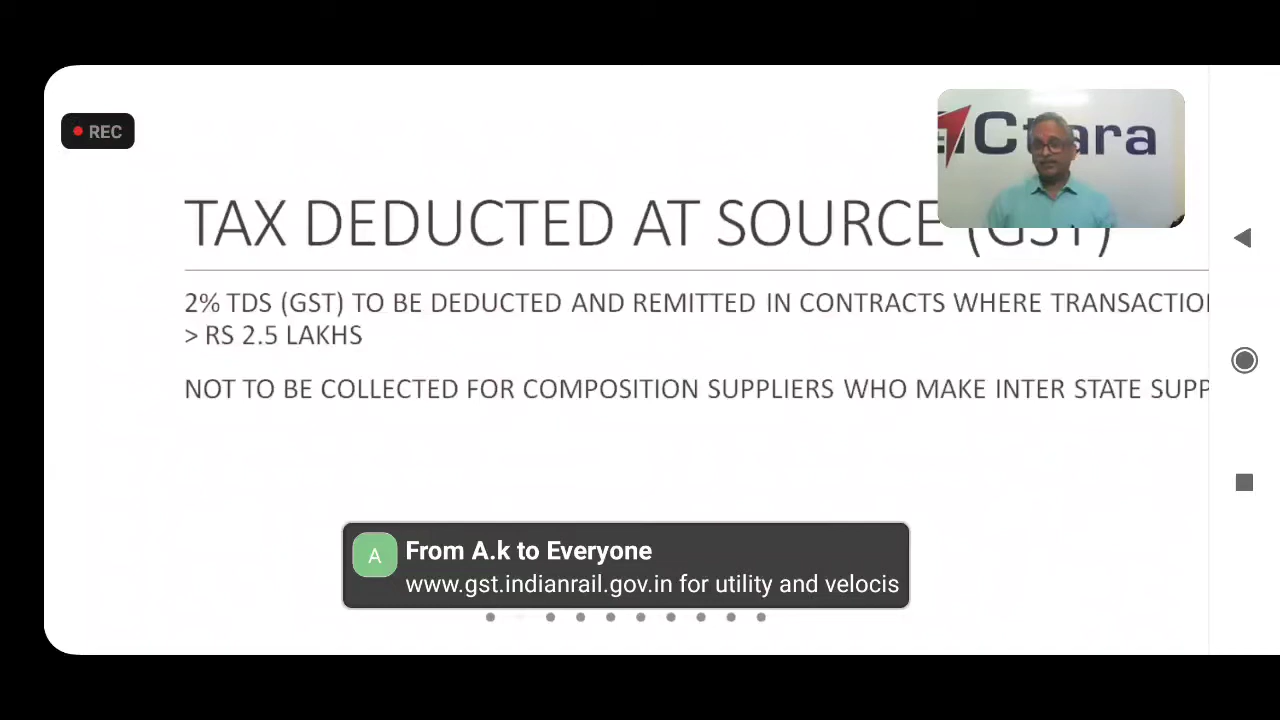 REC
Ctara
TAX DEDUCTED AT SOURCE (GST)
2% TDS (GST) TO BE DEDUCTED AND REMITTED IN CONTRACTS WHERE
> RS 2.5 LAKHS
NOT TO BE COLLECTED FOR COMPOSITION SUPPLIERS WHO MAKE INTER STATE
A
From A.k to Everyone
www.gst.indianrail.gov.in for utility and velocis